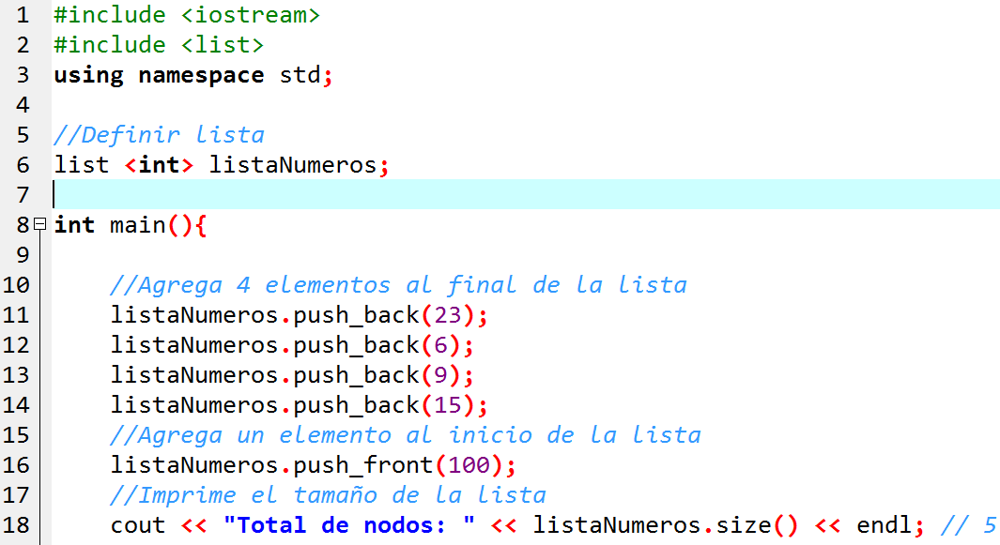 1 #include <iostream>
2 #include <list>
3 using namespace std;
4
5 //Definir lista
6 list <int> listaNumeros;
7
8 int main(){
9
10 //Agrega 4 elementos al final de la lista
11 listaNumeros.push_back(23);
12 listaNumeros.push_back(6);
13 listaNumeros.push_back(9);
14 listaNumeros.push_back(15);
15 //Agrega un elemento al inicio de la lista
16 listaNumeros.push_front(100);
17 //Imprime el tamaño de la lista
18 cout << "Total de nodos: " << listaNumeros.size() << endl; // 5